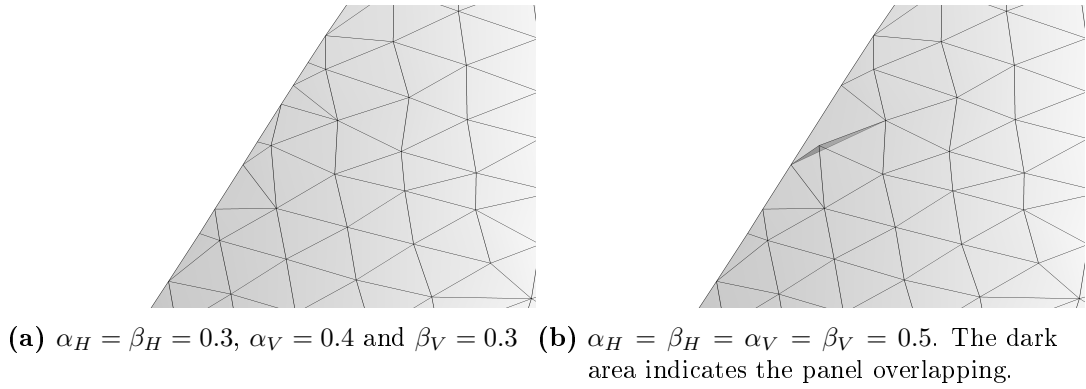 (a) α_H = β_H = 0.3, α_V = 0.4 and β_V = 0.3
(b) α_H = β_H = α_V = β_V = 0.5. The dark
area indicates the panel overlapping.